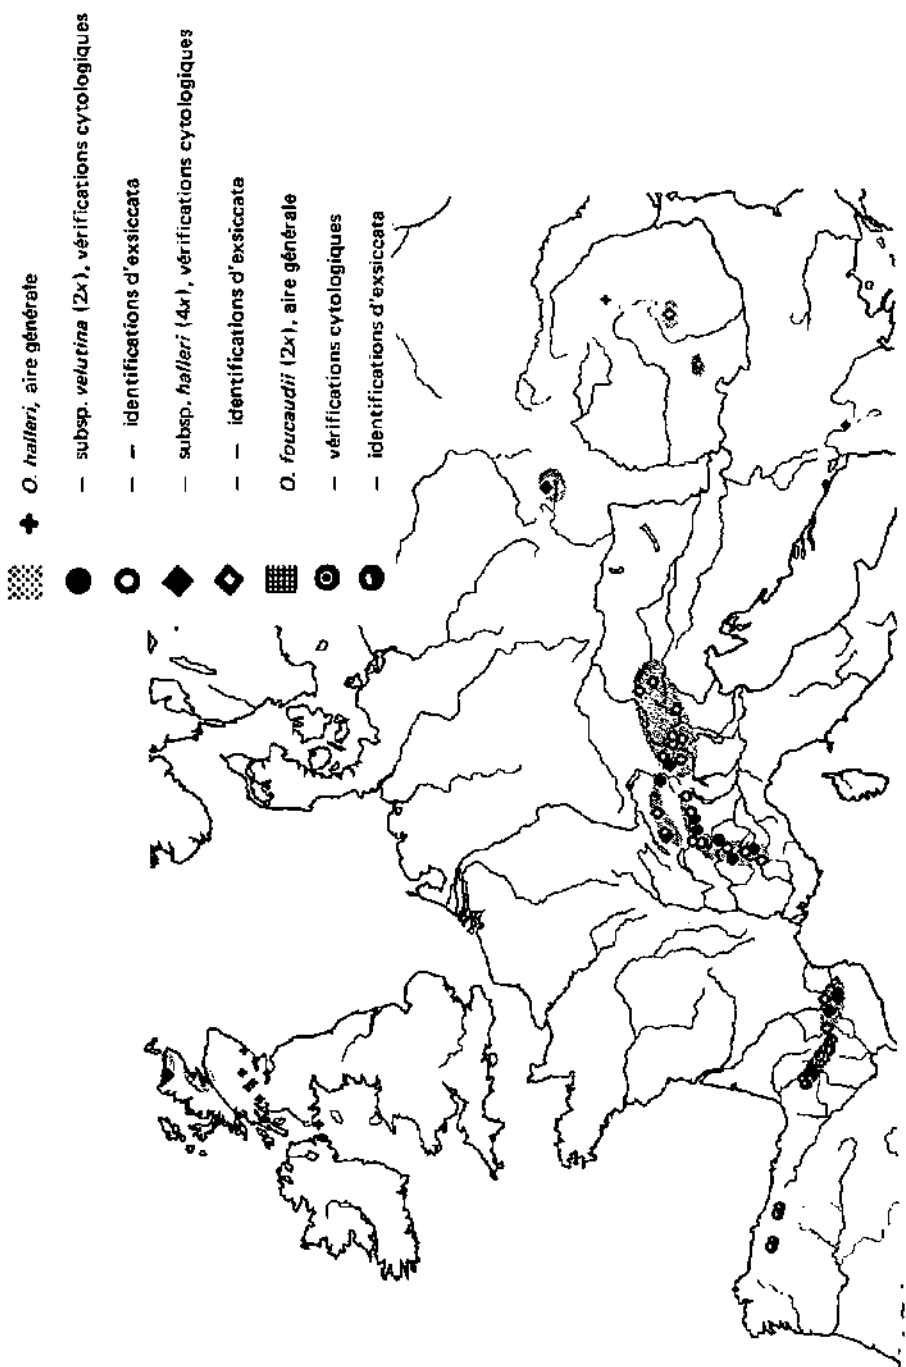 O. halleri, aire générale
– subsp. velutina (2x), vérifications cytologiques
– – identifications d'exsiccata
– subsp. halleri (4x), vérifications cytologiques
– – identifications d'exsiccata
O. foucaudii (2x), aire générale
– vérifications cytologiques
– identifications d'exsiccata